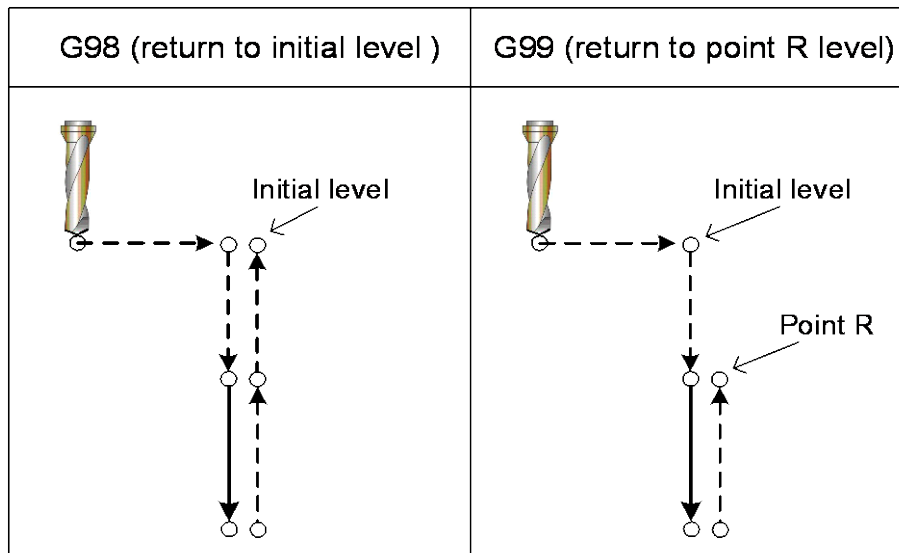 G98 (return to initial level )
G99 (return to point R level)
Initial level
Initial level
Point R